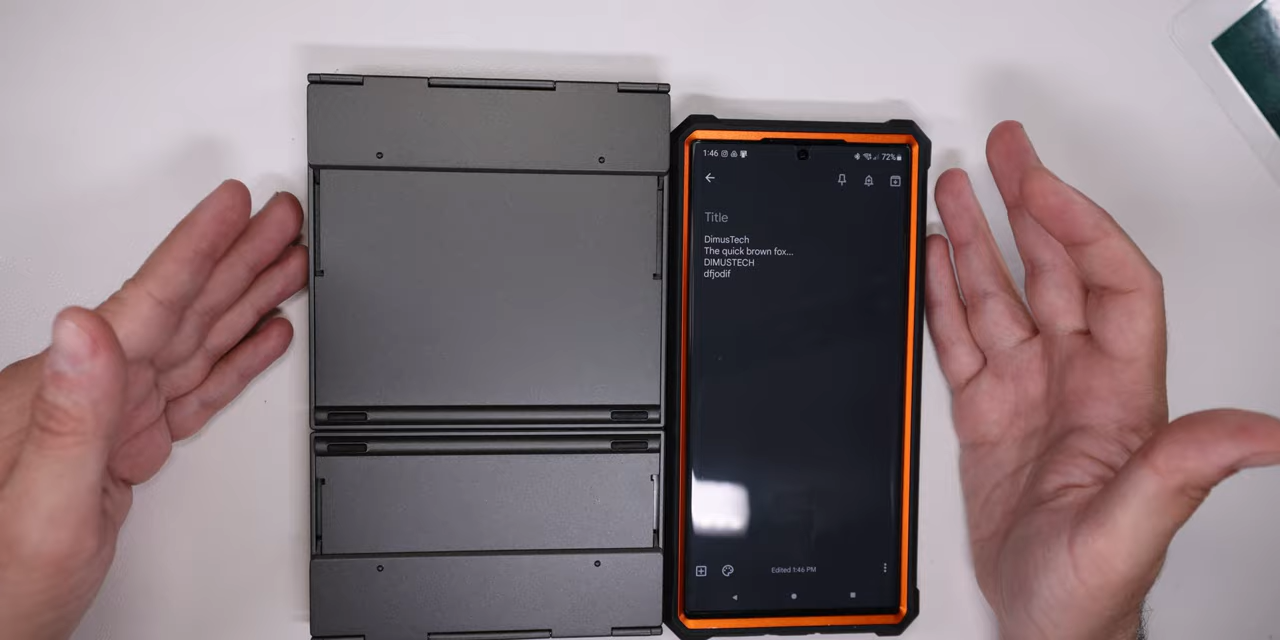 1:46
72%
Title
DimusTech
The quick brown fox...
DIMUSTECH
dfjodif
Edited 1:46 PM